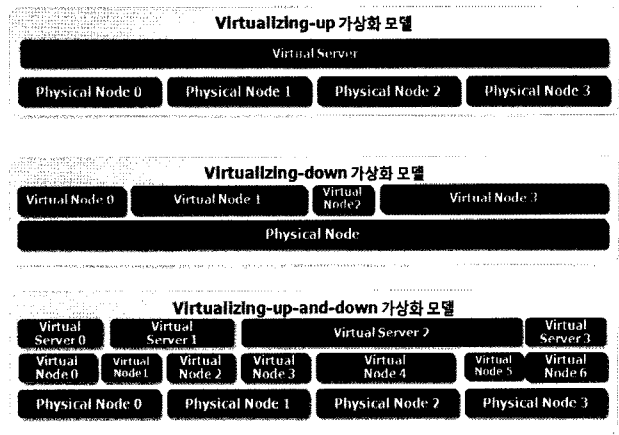 Virtualizing-up 가상화 모델
Virtual Server
Physical Node 0 Physical Node 1 Physical Node 2 Physical Node 3
Virtualizing-down 가상화 모델
Virtual Node 0 Virtual Node 1 Virtual Node2 Virtual Node 3
Physical Node
Virtualizing-up-and-down 가상화 모델
Virtual Server 0 Virtual Server 1 Virtual Server 2 Virtual Server 3
Virtual Node 0 Virtual Node 1 Virtual Node 2 Virtual Node 3 Virtual Node 4 Virtual Node 5 Virtual Node 6
Physical Node 0 Physical Node 1 Physical Node 2 Physical Node 3